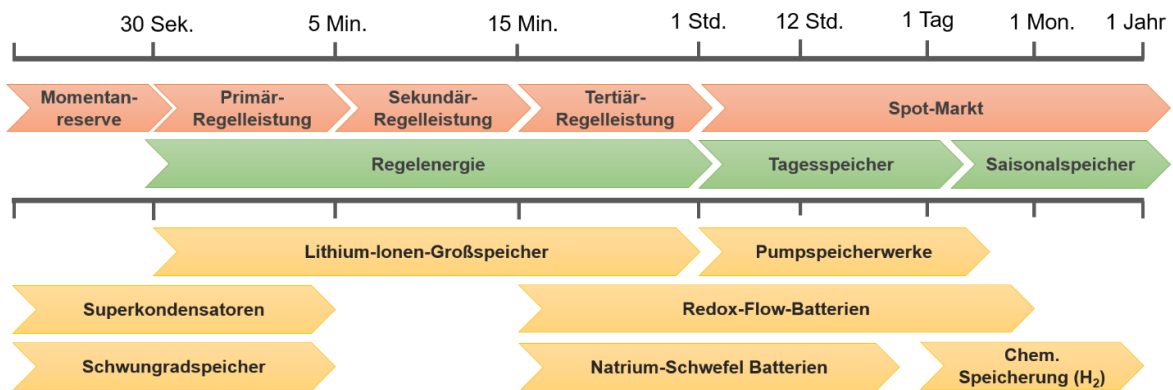 30 Sek. 5 Min. 15 Min. 1 Std. 12 Std. 1 Tag 1 Mon. 1 Jahr
Momentan-
reserve
Primär-
Regelleistung
Sekundär-
Regelleistung
Tertiär-
Regelleistung
Spot-Markt
Regelenergie
Tagesspeicher
Saisonalspeicher
Lithium-Ionen-Großspeicher
Pumpspeicherwerke
Superkondensatoren
Redox-Flow-Batterien
Schwungradspeicher
Natrium-Schwefel Batterien
Chem.
Speicherung (H₂)